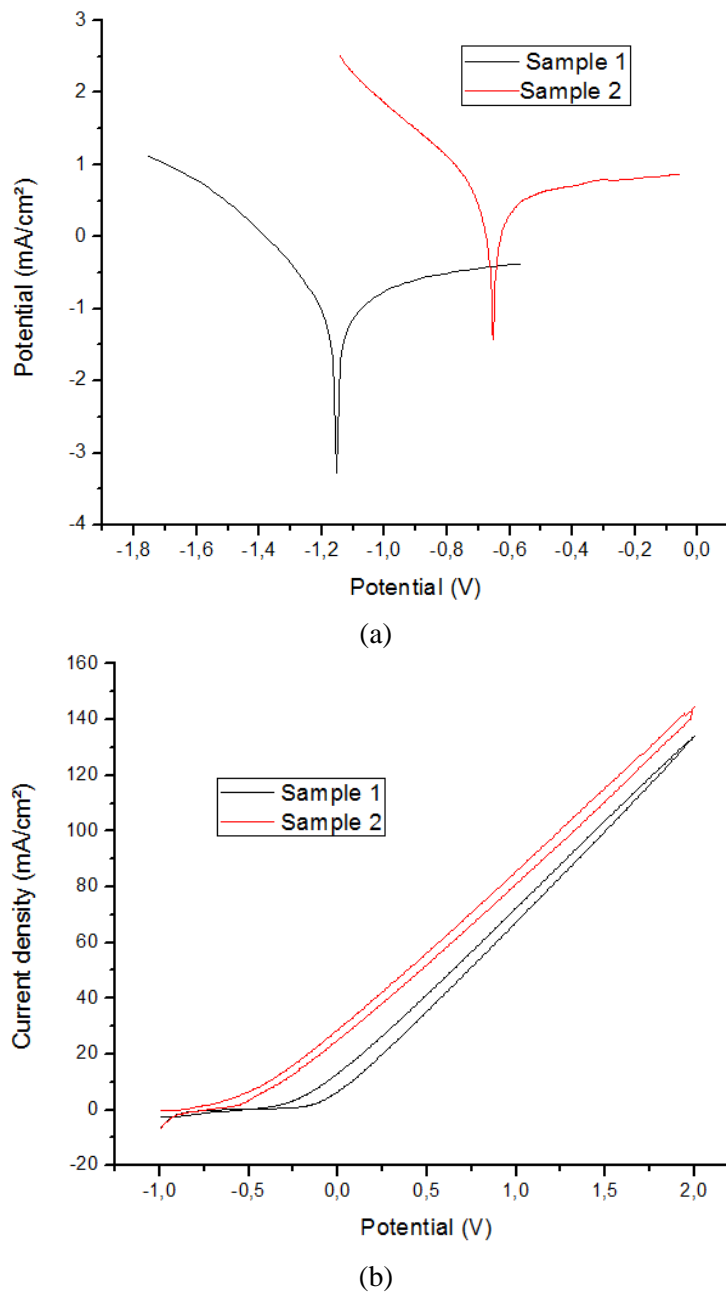 3
2
1
0
-1
-2
-3
-4
Potential (mA/cm²)
Sample 1
Sample 2
-1,8 -1,6 -1,4 -1,2 -1,0 -0,8 -0,6 -0,4 -0,2 0,0
Potential (V)
(a)
160
140
120
100
80
60
40
20
0
-20
Current density (mA/cm²)
Sample 1
Sample 2
-1,0 -0,5 0,0 0,5 1,0 1,5 2,0
Potential (V)
(b)